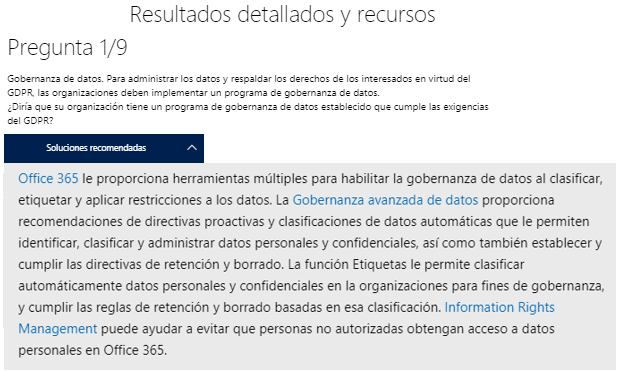 Resultados detallados y recursos
Pregunta 1/9
Gobernanza de datos. Para administrar los datos y respaldar los derechos de los interesados en virtud del
GDPR, las organizaciones deben implementar un programa de gobernanza de datos.
¿Diría que su organización tiene un programa de gobernanza de datos establecido que cumple las exigencias
del GDPR?
Soluciones recomendadas
Office 365 le proporciona herramientas múltiples para habilitar la gobernanza de datos al clasificar,
etiquetar y aplicar restricciones a los datos. La Gobernanza avanzada de datos proporciona
recomendaciones de directivas proactivas y clasificaciones de datos automáticas que le permiten
identificar, clasificar y administrar datos personales y confidenciales, así como también establecer y
cumplir las directivas de retención y borrado. La función Etiquetas le permite clasificar
automáticamente datos personales y confidenciales en la organizaciones para fines de gobernanza,
y cumplir las reglas de retención y borrado basadas en esa clasificación. Information Rights
Management puede ayudar a evitar que personas no autorizadas obtengan acceso a datos
personales en Office 365.